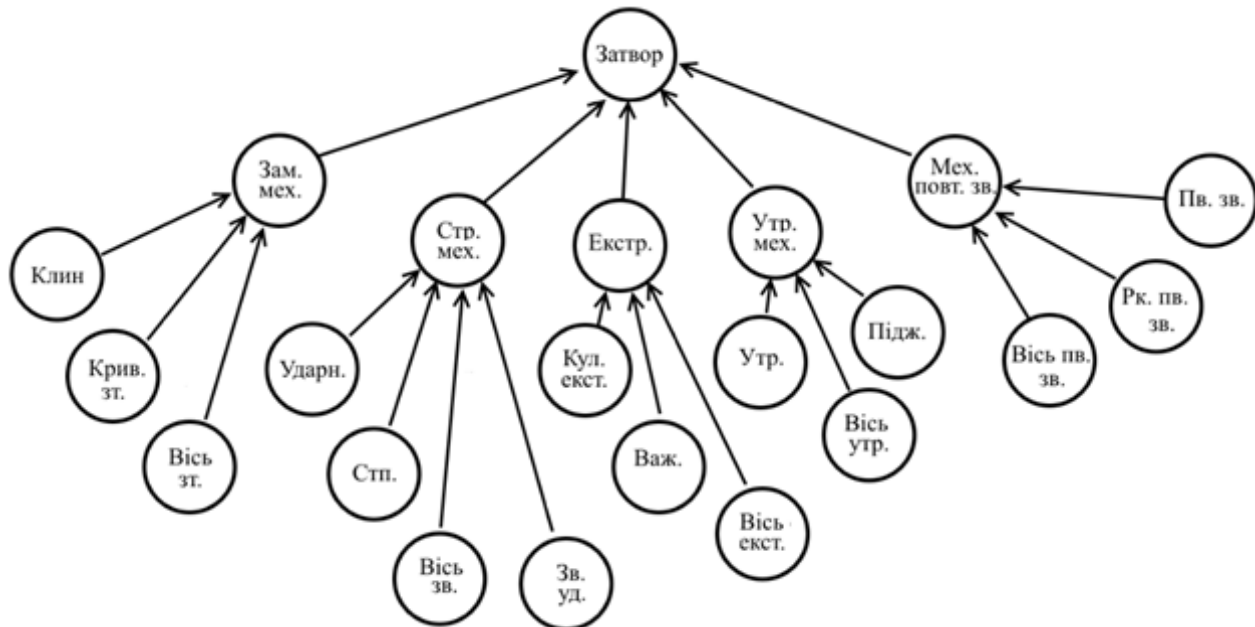 Затвор
Зам.
мех.
Стр.
мех.
Екстр.
Утр.
мех.
Мех.
повт. зв.
Пв. зв.
Клин
Крив.
зт.
Вісь
зт.
Ударн.
Стп.
Вісь
зв.
Зв.
уд.
Кул.
екст.
Важ.
Вісь
екст.
Утр.
Вісь
утр.
Підж.
Вісь пв.
зв.
Рк. пв.
зв.